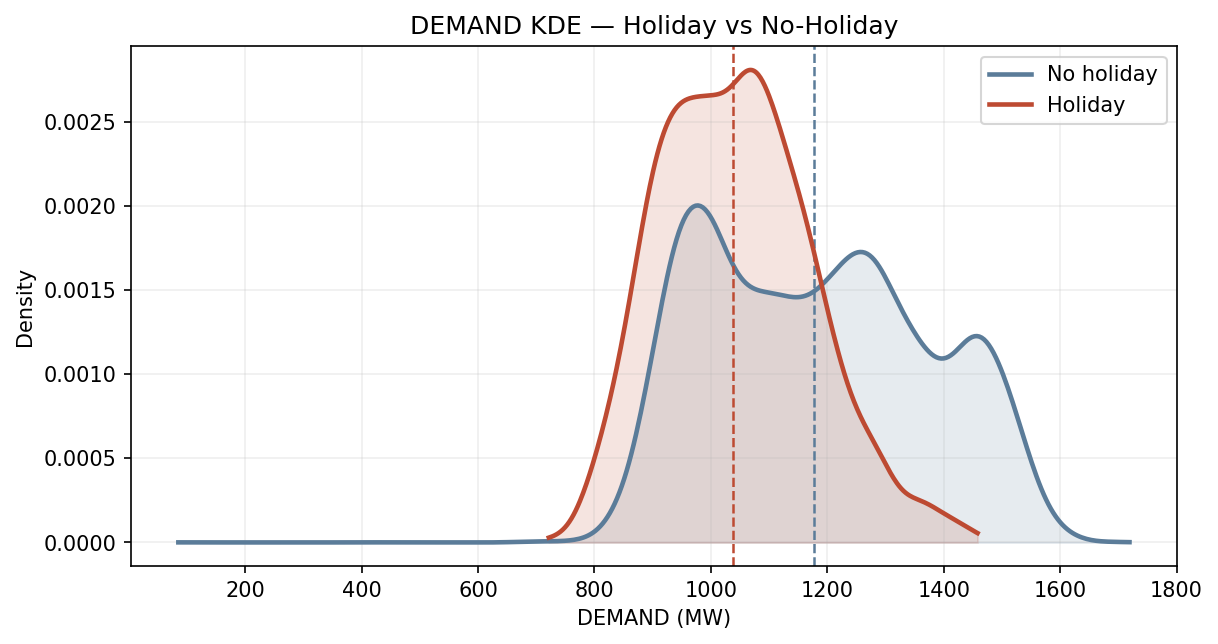 DEMAND KDE — Holiday vs No-Holiday
No holiday
Holiday
0.0025
0.0020
0.0015
0.0010
0.0005
0.0000
Density
200 400 600 800 1000 1200 1400 1600 1800
DEMAND (MW)